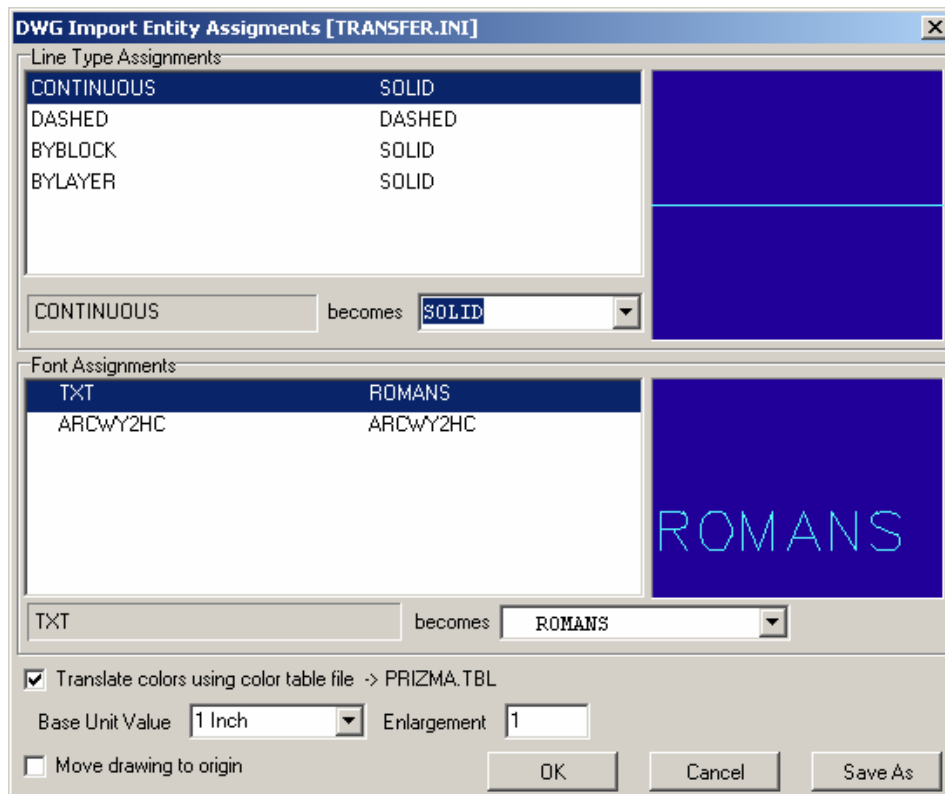 DWG Import Entity Assigments [TRANSFER.INI]
Line Type Assignments
CONTINUOUS SOLID
DASHED DASHED
BYBLOCK SOLID
BYLAYER SOLID
CONTINUOUS becomes SOLID
Font Assignments
TXT ROMANS
ARCWY2HC ARCWY2HC
ROMANS
TXT becomes ROMANS
Translate colors using color table file -> PRIZMA.TBL
Base Unit Value 1 Inch Enlargement 1
Move drawing to origin OK Cancel Save As